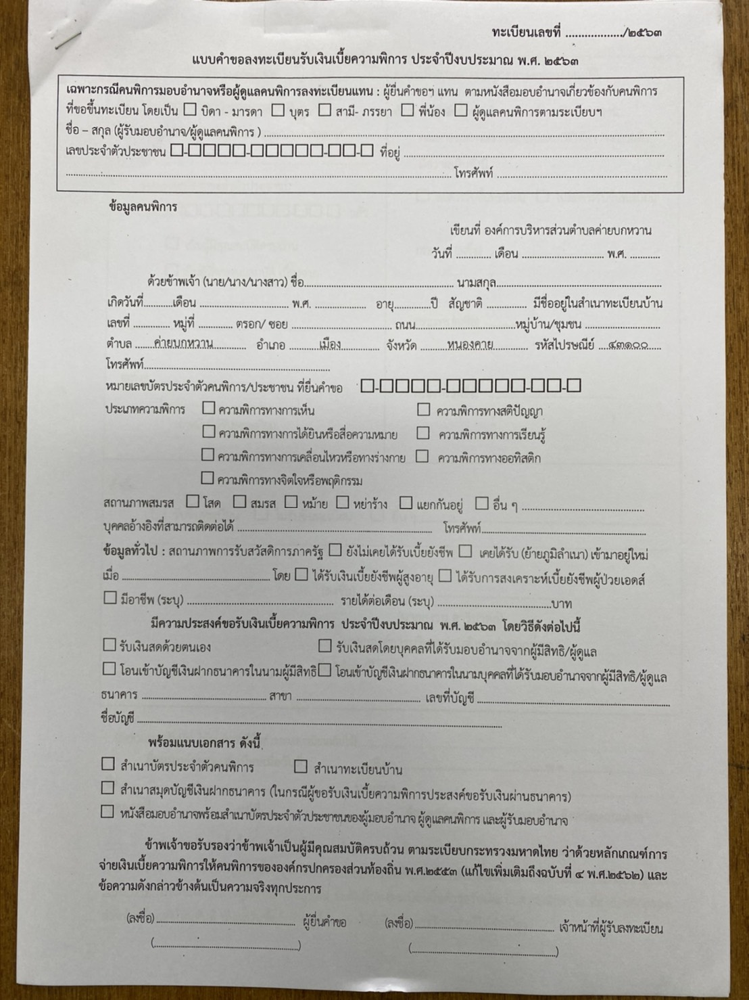 ทะเบียนเลขที่ ................../๒๕๖๓
แบบคำขอลงทะเบียนรับเงินเบี้ยความพิการ ประจำปีงบประมาณ พ.ศ. ๒๕๖๓
เฉพาะกรณีคนพิการมอบอำนาจหรือผู้ดูแลคนพิการลงทะเบียนแทน : ผู้ยื่นคำขอฯ แทน ตามหนังสือมอบอำนาจเกี่ยวข้องกับคนพิการ
ที่ขอขึ้นทะเบียน โดยเป็น ☐ บิดา - มารดา ☐ บุตร ☐ สามี- ภรรยา ☐ พี่น้อง ☐ ผู้ดูแลคนพิการตามระเบียบฯ
ชื่อ – สกุล (ผู้รับมอบอำนาจ/ผู้ดูแลคนพิการ ) ....................
เลขประจำตัวประชาชน ☐-☐☐☐☐-☐☐☐☐☐-☐☐-☐ ที่อยู่ ....................
.................... โทรศัพท์ ....................
ข้อมูลคนพิการ
เขียนที่ องค์การบริหารส่วนตำบลค่ายบกหวาน
วันที่ ............ เดือน ............................ พ.ศ. ..........
ด้วยข้าพเจ้า (นาย/นาง/นางสาว) ชื่อ.................... นามสกุล....................
เกิดวันที่..........เดือน .............................. พ.ศ. ................. อายุ............ปี สัญชาติ ............. มีชื่ออยู่ในสำเนาทะเบียนบ้าน
เลขที่ ............ หมู่ที่ ............ ตรอก/ ซอย .................... ถนน....................หมู่บ้าน/ชุมชน ....................
ตำบล ......ค่ายบกหวาน.......... อำเภอ ..........เมือง............ จังหวัด ........หนองคาย.......... รหัสไปรษณีย์ ...๔๓๑๐๐.....
โทรศัพท์....................
หมายเลขบัตรประจำตัวคนพิการ/ประชาชน ที่ยื่นคำขอ ☐-☐☐☐☐-☐☐☐☐☐-☐☐-☐
ประเภทความพิการ ☐ ความพิการทางการเห็น ☐ ความพิการทางสติปัญญา
☐ ความพิการทางการได้ยินหรือสื่อความหมาย ☐ ความพิการทางการเรียนรู้
☐ ความพิการทางการเคลื่อนไหวหรือทางร่างกาย ☐ ความพิการทางออทิสติก
☐ ความพิการทางจิตใจหรือพฤติกรรม
สถานภาพสมรส ☐ โสด ☐ สมรส ☐ หม้าย ☐ หย่าร้าง ☐ แยกกันอยู่ ☐ อื่น ๆ ....................
บุคคลอ้างอิงที่สามารถติดต่อได้ .................... โทรศัพท์....................
ข้อมูลทั่วไป : สถานภาพการรับสวัสดิการภาครัฐ ☐ ยังไม่เคยได้รับเบี้ยยังชีพ ☐ เคยได้รับ (ย้ายภูมิลำเนา) เข้ามาอยู่ใหม่
เมื่อ .................... โดย ☐ ได้รับเงินเบี้ยยังชีพผู้สูงอายุ ☐ ได้รับการสงเคราะห์เบี้ยยังชีพผู้ป่วยเอดส์
☐ มีอาชีพ (ระบุ) .................... รายได้ต่อเดือน (ระบุ) ....................บาท
มีความประสงค์ขอรับเงินเบี้ยความพิการ ประจำปีงบประมาณ พ.ศ. ๒๕๖๓ โดยวิธีดังต่อไปนี้
☐ รับเงินสดด้วยตนเอง ☐ รับเงินสดโดยบุคคลที่ได้รับมอบอำนาจจากผู้มีสิทธิ/ผู้ดูแล
☐ โอนเข้าบัญชีเงินฝากธนาคารในนามผู้มีสิทธิ ☐ โอนเข้าบัญชีเงินฝากธนาคารในนามบุคคลที่ได้รับมอบอำนาจจากผู้มีสิทธิ/ผู้ดูแล
ธนาคาร .................... สาขา .................... เลขที่บัญชี ....................
ชื่อบัญชี ....................
พร้อมแนบเอกสาร ดังนี้
☐ สำเนาบัตรประจำตัวคนพิการ ☐ สำเนาทะเบียนบ้าน
☐ สำเนาสมุดบัญชีเงินฝากธนาคาร (ในกรณีผู้ขอรับเงินเบี้ยความพิการประสงค์ขอรับเงินผ่านธนาคาร)
☐ หนังสือมอบอำนาจพร้อมสำเนาบัตรประจำตัวประชาชนของผู้มอบอำนาจ ผู้ดูแลคนพิการ และผู้รับมอบอำนาจ
ข้าพเจ้าขอรับรองว่าข้าพเจ้าเป็นผู้มีคุณสมบัติครบถ้วน ตามระเบียบกระทรวงมหาดไทย ว่าด้วยหลักเกณฑ์การ
จ่ายเงินเบี้ยความพิการให้คนพิการขององค์กรปกครองส่วนท้องถิ่น พ.ศ.๒๕๕๓ (แก้ไขเพิ่มเติมถึงฉบับที่ ๔ พ.ศ.๒๕๖๒) และ
ข้อความดังกล่าวข้างต้นเป็นความจริงทุกประการ
(ลงชื่อ).................... ผู้ยื่นคำขอ (ลงชื่อ).................... เจ้าหน้าที่ผู้รับลงทะเบียน
(....................) (....................)